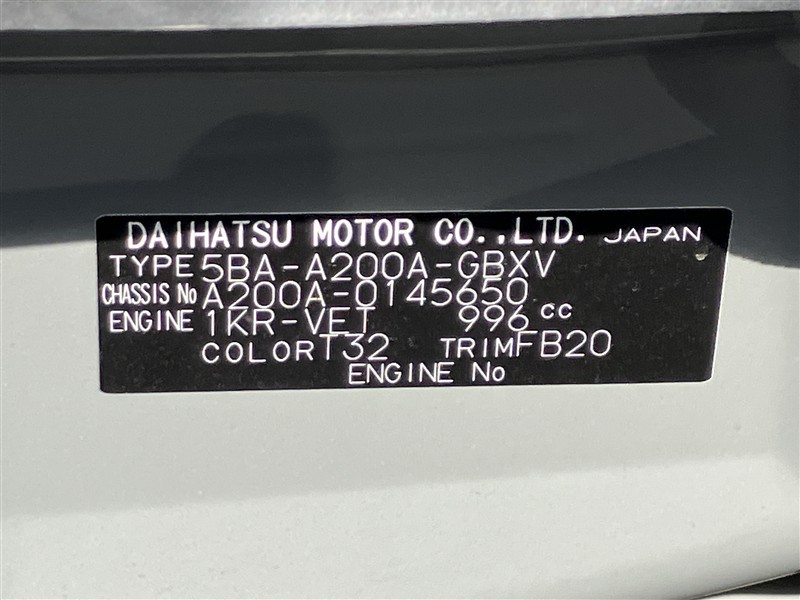 DAIHATSU MOTOR CO.,LTD. JAPAN
TYPE 5BA-A200A-GBXV
CHASSIS No A200A-0145650
ENGINE 1KR-VET 996 cc
COLOR T32 TRIM FB20
ENGINE No